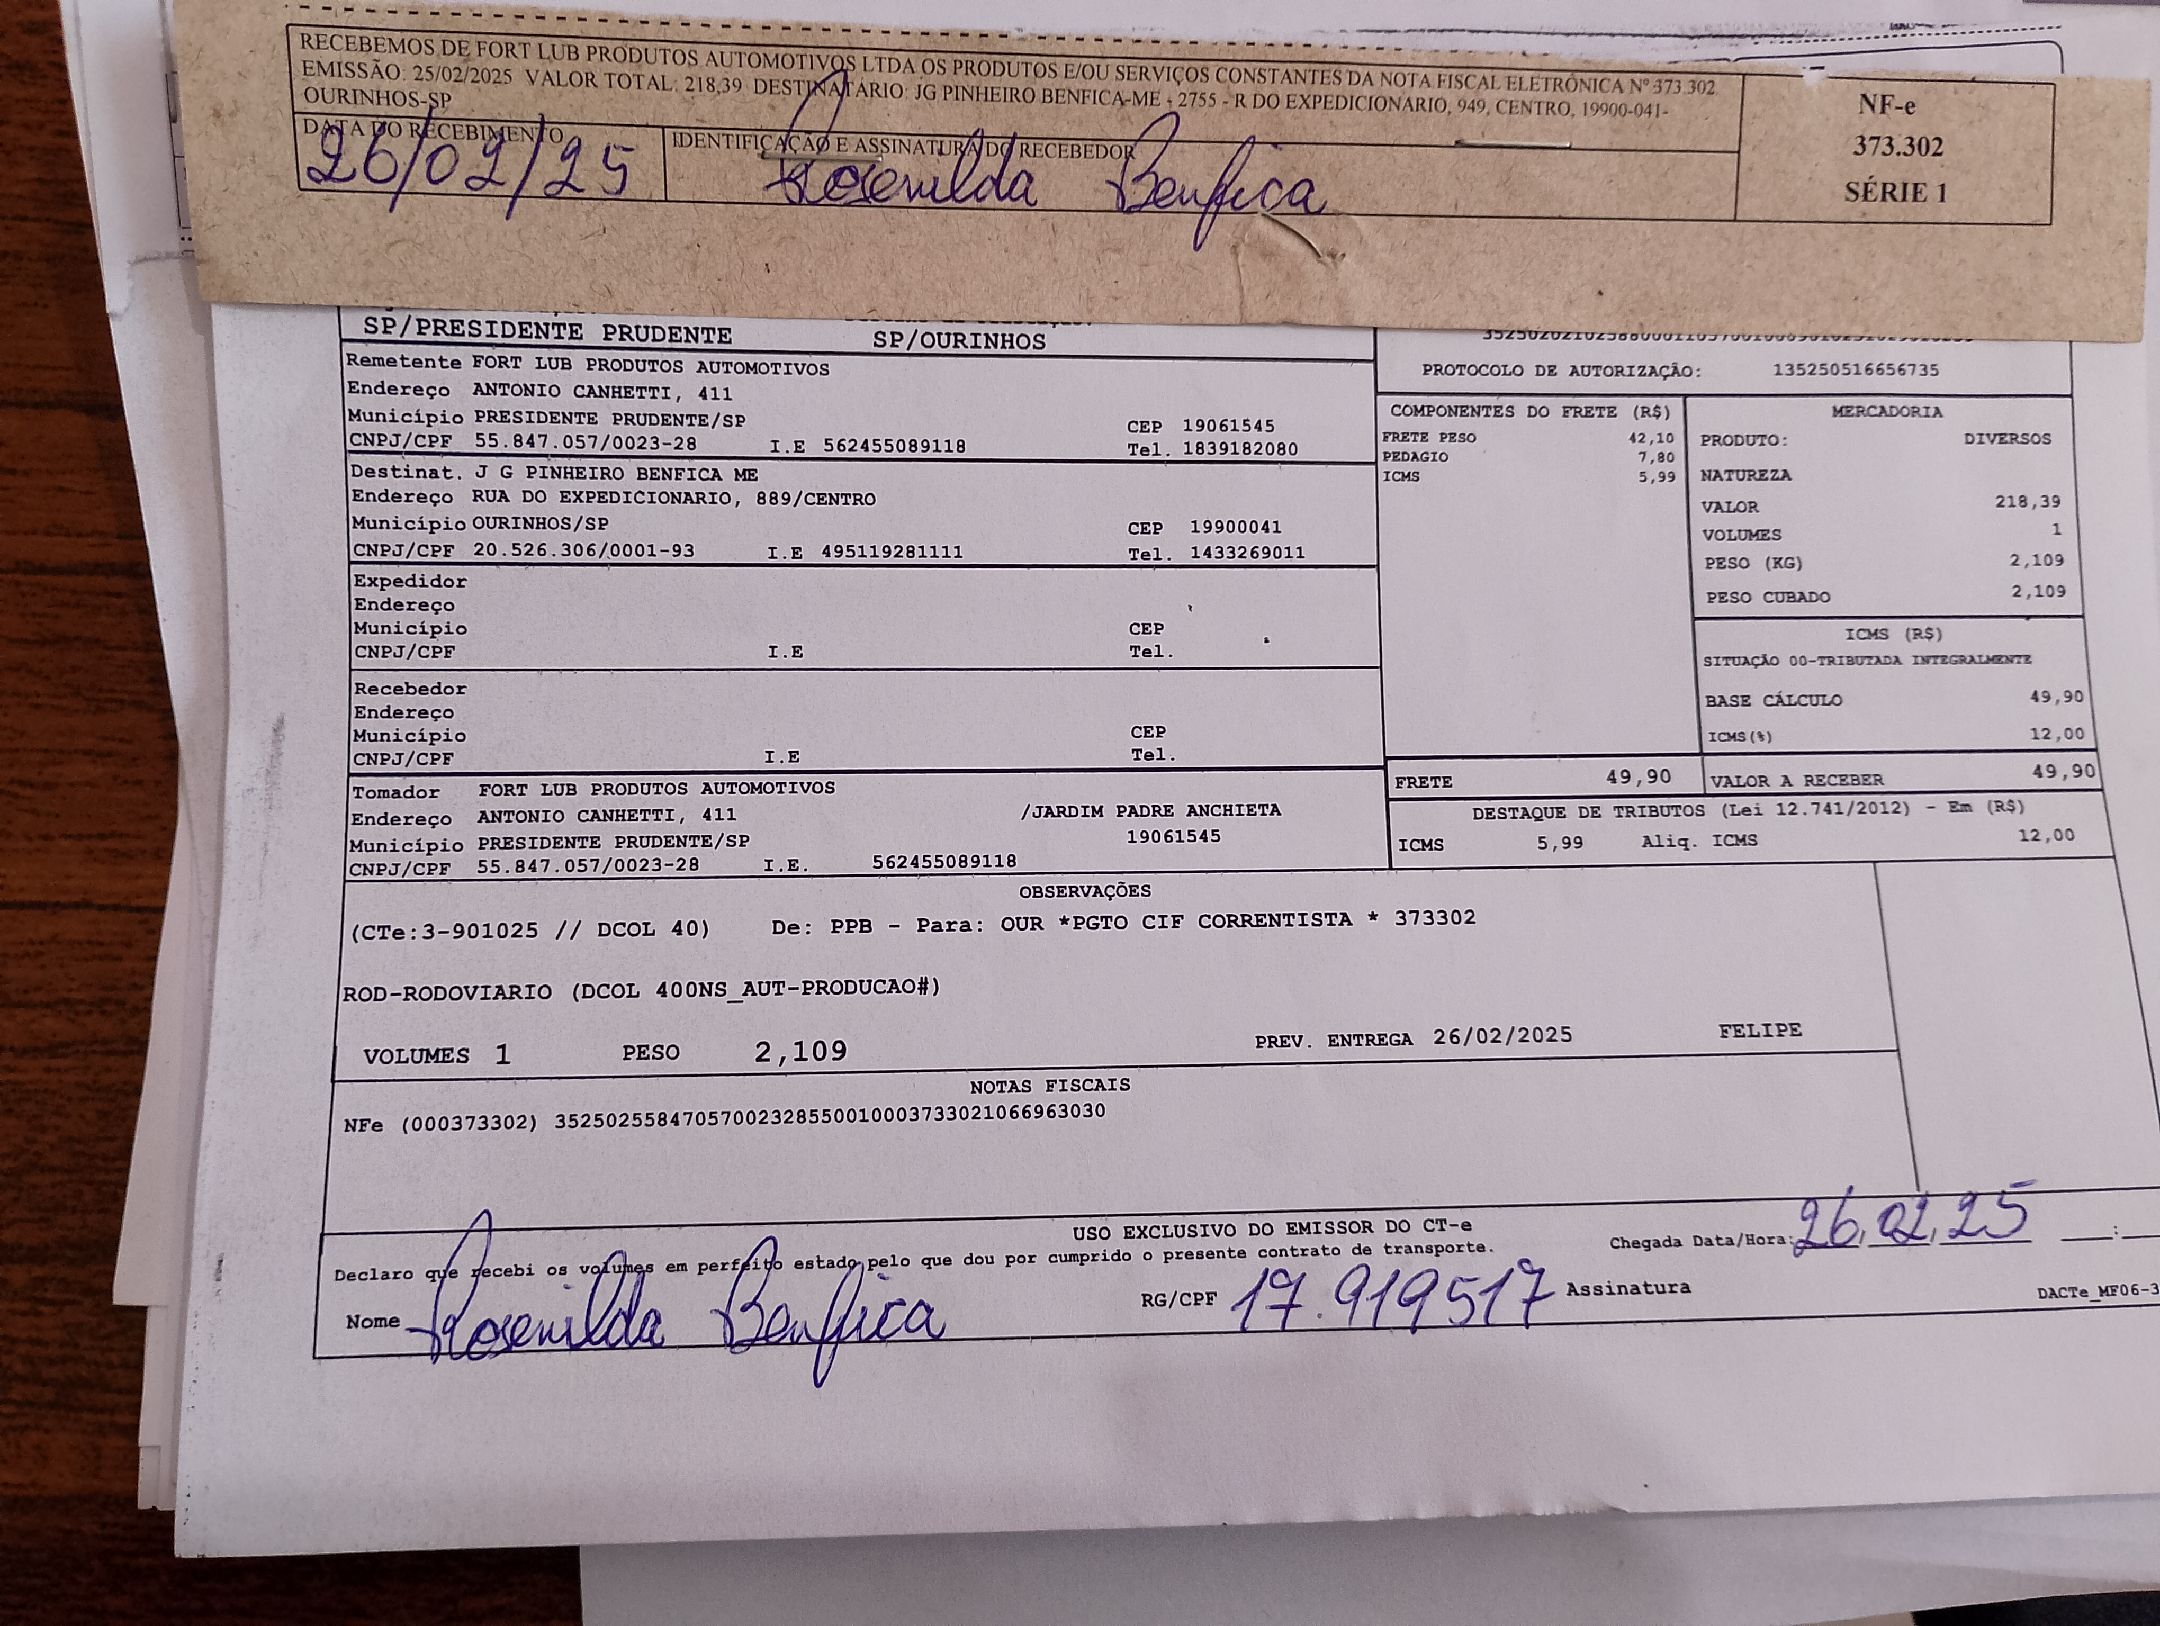 RECEBEMOS DE FORT LUB PRODUTOS AUTOMOTIVOS LTDA OS PRODUTOS E/OU SERVIÇOS CONSTANTES DA NOTA FISCAL ELETRÔNICA Nº 373.302
EMISSÃO: 25/02/2025 VALOR TOTAL: 218,39 DESTINATÁRIO: JG PINHEIRO BENFICA-ME - 2755 - R DO EXPEDICIONARIO, 949, CENTRO, 19900-041-
OURINHOS-SP
DATA DO RECEBIMENTO
26/02/25
IDENTIFICAÇÃO E ASSINATURA DO RECEBEDOR
Rosenilda Benfica
NF-e
373.302
SÉRIE 1
SP/PRESIDENTE PRUDENTE SP/OURINHOS
Remetente FORT LUB PRODUTOS AUTOMOTIVOS
Endereço ANTONIO CANHETTI, 411
Município PRESIDENTE PRUDENTE/SP CEP 19061545
CNPJ/CPF 55.847.057/0023-28 I.E 562455089118 Tel. 1839182080
Destinat. J G PINHEIRO BENFICA ME
Endereço RUA DO EXPEDICIONARIO, 889/CENTRO
Município OURINHOS/SP CEP 19900041
CNPJ/CPF 20.526.306/0001-93 I.E 495119281111 Tel. 1433269011
Expedidor
Endereço
Município CEP
CNPJ/CPF I.E Tel.
Recebedor
Endereço
Município CEP
CNPJ/CPF I.E Tel.
Tomador FORT LUB PRODUTOS AUTOMOTIVOS
Endereço ANTONIO CANHETTI, 411 /JARDIM PADRE ANCHIETA
Município PRESIDENTE PRUDENTE/SP 19061545
CNPJ/CPF 55.847.057/0023-28 I.E. 562455089118
PROTOCOLO DE AUTORIZAÇÃO: 135250516656735
COMPONENTES DO FRETE (R$)
FRETE PESO 42,10
PEDAGIO 7,80
ICMS 5,99
MERCADORIA
PRODUTO: DIVERSOS
NATUREZA
VALOR 218,39
VOLUMES 1
PESO (KG) 2,109
PESO CUBADO 2,109
ICMS (R$)
SITUAÇÃO 00-TRIBUTADA INTEGRALMENTE
BASE CÁLCULO 49,90
ICMS(%) 12,00
FRETE 49,90 VALOR A RECEBER 49,90
DESTAQUE DE TRIBUTOS (Lei 12.741/2012) - Em (R$)
ICMS 5,99 Aliq. ICMS 12,00
OBSERVAÇÕES
(CTe:3-901025 // DCOL 40) De: PPB - Para: OUR *PGTO CIF CORRENTISTA * 373302
ROD-RODOVIARIO (DCOL 400NS_AUT-PRODUCAO#)
VOLUMES 1 PESO 2,109 PREV. ENTREGA 26/02/2025 FELIPE
NOTAS FISCAIS
NFe (000373302) 35250255847057002328550010003733021066963030
USO EXCLUSIVO DO EMISSOR DO CT-e
Declaro que recebi os volumes em perfeito estado pelo que dou por cumprido o presente contrato de transporte. Chegada Data/Hora: 26.02.25 :
Nome Rosenilda Benfica RG/CPF 17.919517 Assinatura
DACTe_MF06-3